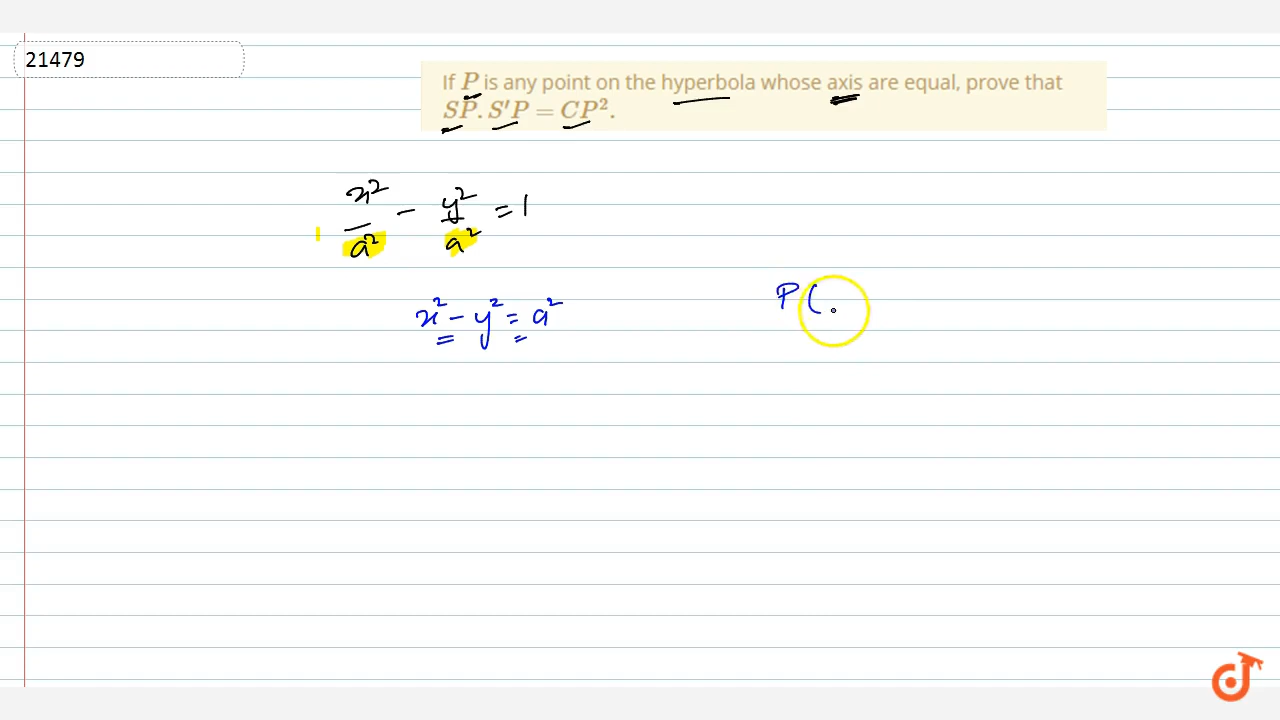 21479
If P is any point on the hyperbola whose axis are equal, prove that
SP. S′P = CP².
x²/a² − y²/a² = 1
x² − y² = a²
P (